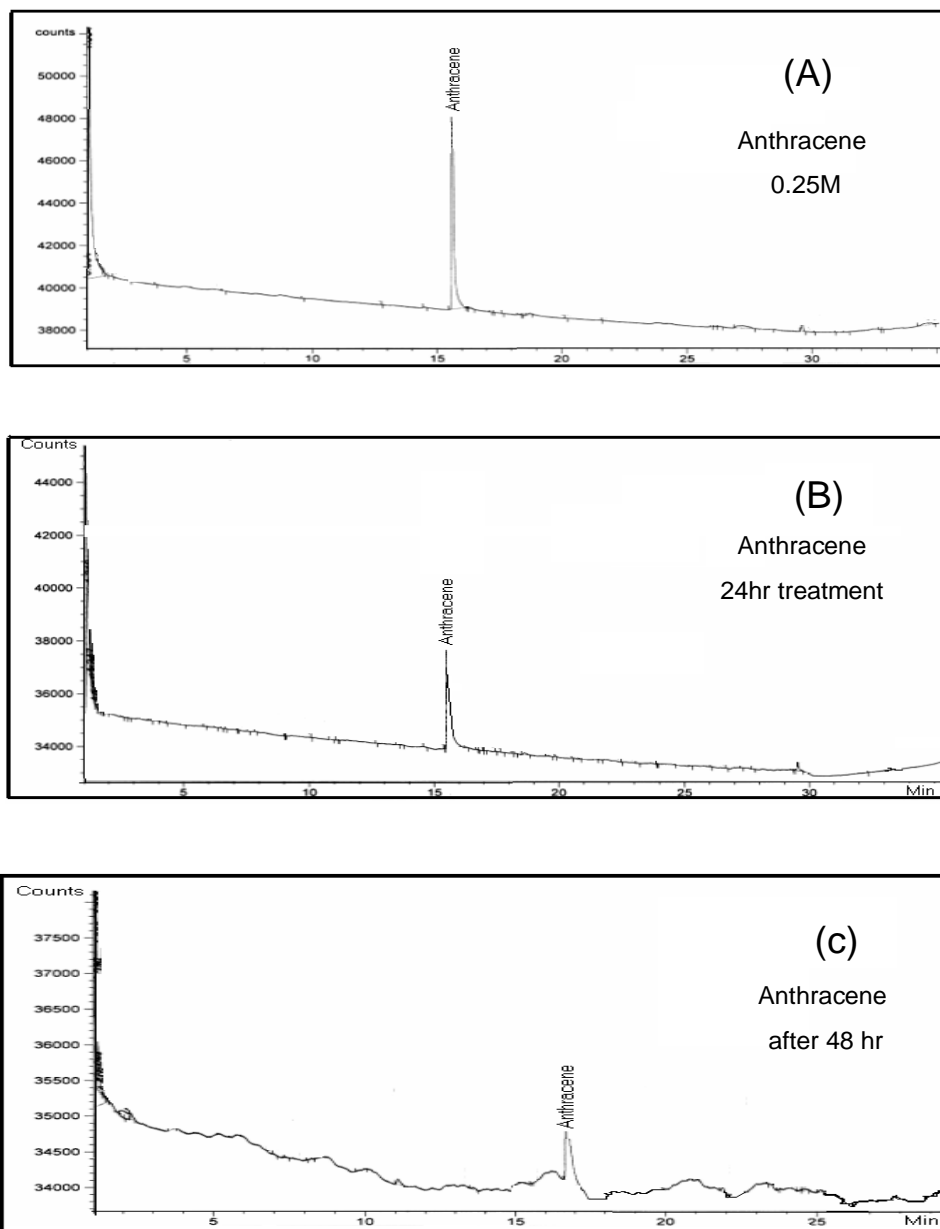 counts
50000
48000
46000
44000
42000
40000
38000
5 10 15 20 25 30
Anthracene
(A)
Anthracene
0.25M
Counts
44000
42000
40000
38000
36000
34000
5 10 15 20 25 30 Min
Anthracene
(B)
Anthracene
24hr treatment
Counts
37500
37000
36500
36000
35500
35000
34500
34000
5 10 15 20 25 Min
Anthracene
(c)
Anthracene
after 48 hr